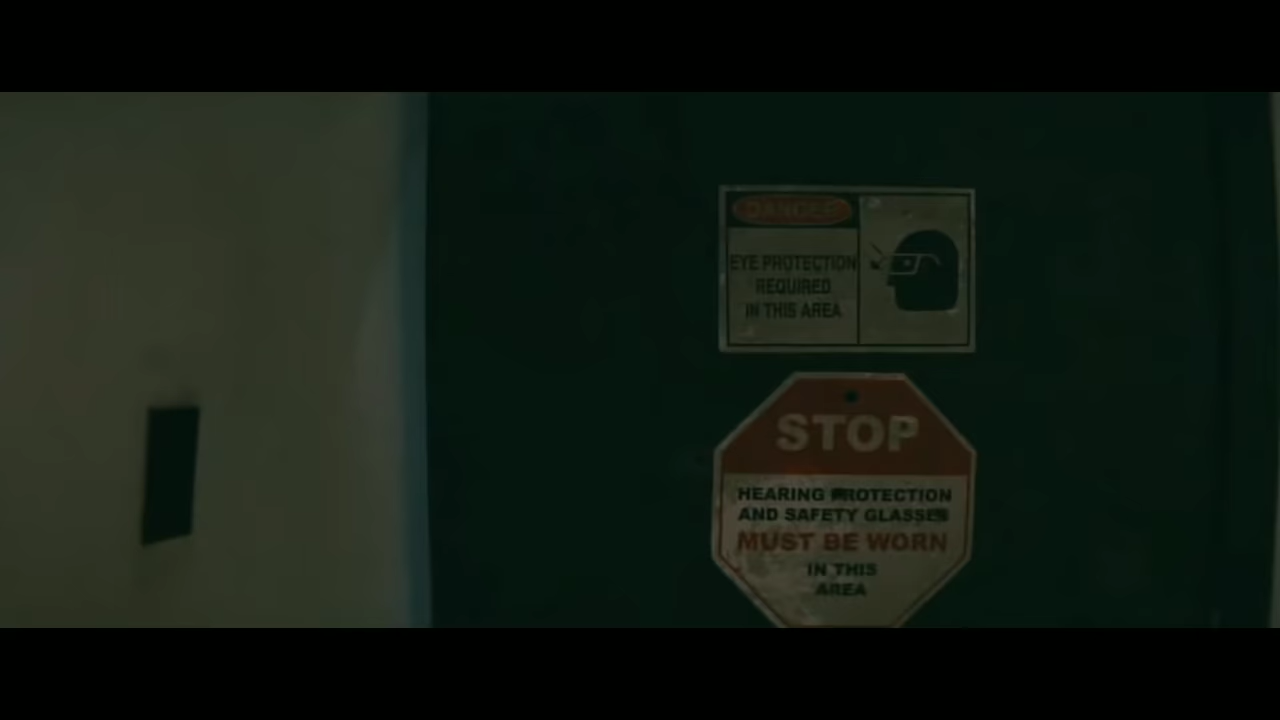 DANGER
EYE PROTECTION
REQUIRED
IN THIS AREA
STOP
HEARING PROTECTION
AND SAFETY GLASSES
MUST BE WORN
IN THIS
AREA